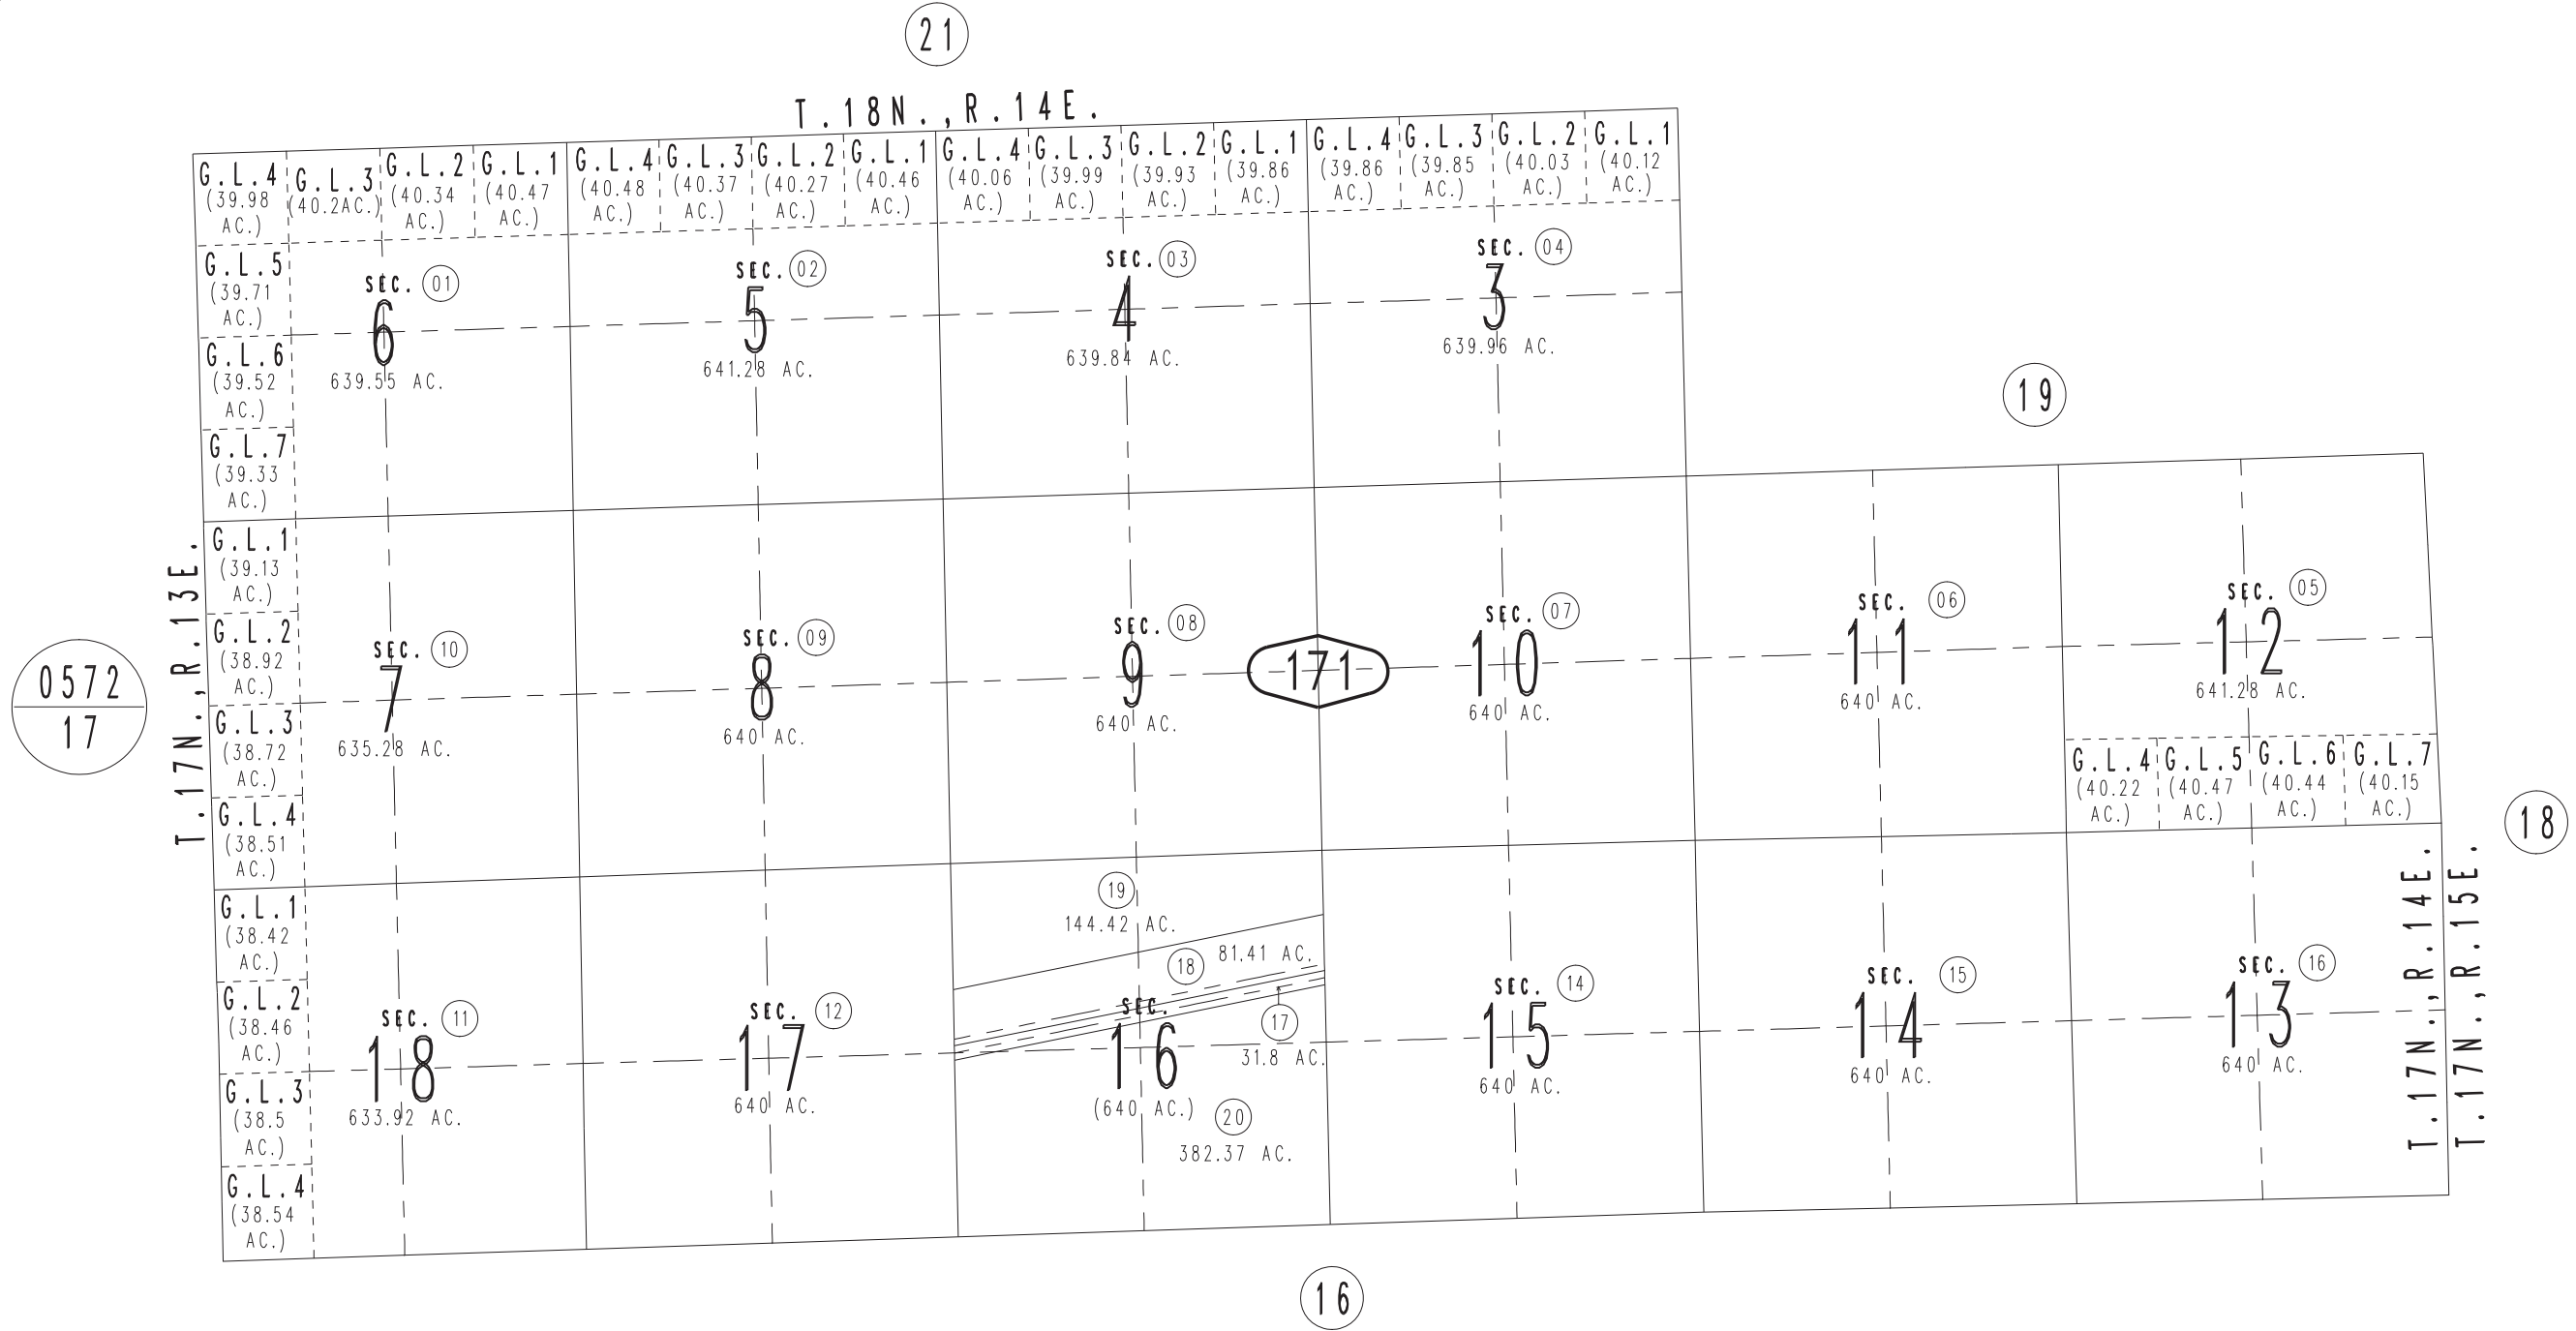 21
T.18N.,R.14E.
G.L.4
(39.98
AC.)
G.L.3
(40.2AC.)
G.L.2
(40.34
AC.)
G.L.1
(40.47
AC.)
G.L.4
(40.48
AC.)
G.L.3
(40.37
AC.)
G.L.2
(40.27
AC.)
G.L.1
(40.46
AC.)
G.L.4
(40.06
AC.)
G.L.3
(39.99
AC.)
G.L.2
(39.93
AC.)
G.L.1
(39.86
AC.)
G.L.4
(39.86
AC.)
G.L.3
(39.85
AC.)
G.L.2
(40.03
AC.)
G.L.1
(40.12
AC.)
G.L.5
(39.71
AC.)
G.L.6
(39.52
AC.)
G.L.7
(39.33
AC.)
SEC. 01
6
639.55 AC.
SEC. 02
5
641.28 AC.
SEC. 03
4
639.84 AC.
SEC. 04
3
639.96 AC.
19
T.17N.,R.13E.
0572
17
G.L.1
(39.13
AC.)
G.L.2
(38.92
AC.)
G.L.3
(38.72
AC.)
G.L.4
(38.51
AC.)
SEC. 10
7
635.28 AC.
SEC. 09
8
640 AC.
SEC. 08
9
640 AC.
171
SEC. 07
10
640 AC.
SEC. 06
11
640 AC.
SEC. 05
12
641.28 AC.
G.L.4
(40.22
AC.)
G.L.5
(40.47
AC.)
G.L.6
(40.44
AC.)
G.L.7
(40.15
AC.)
18
G.L.1
(38.42
AC.)
G.L.2
(38.46
AC.)
G.L.3
(38.5
AC.)
G.L.4
(38.54
AC.)
SEC. 11
18
633.92 AC.
SEC. 12
17
640 AC.
19
144.42 AC.
18
81.41 AC.
SEC.
16
(640 AC.)
17
31.8 AC.
20
382.37 AC.
SEC. 14
15
640 AC.
SEC. 15
14
640 AC.
SEC. 16
13
640 AC.
T.17N.,R.14E.
T.17N.,R.15E.
16